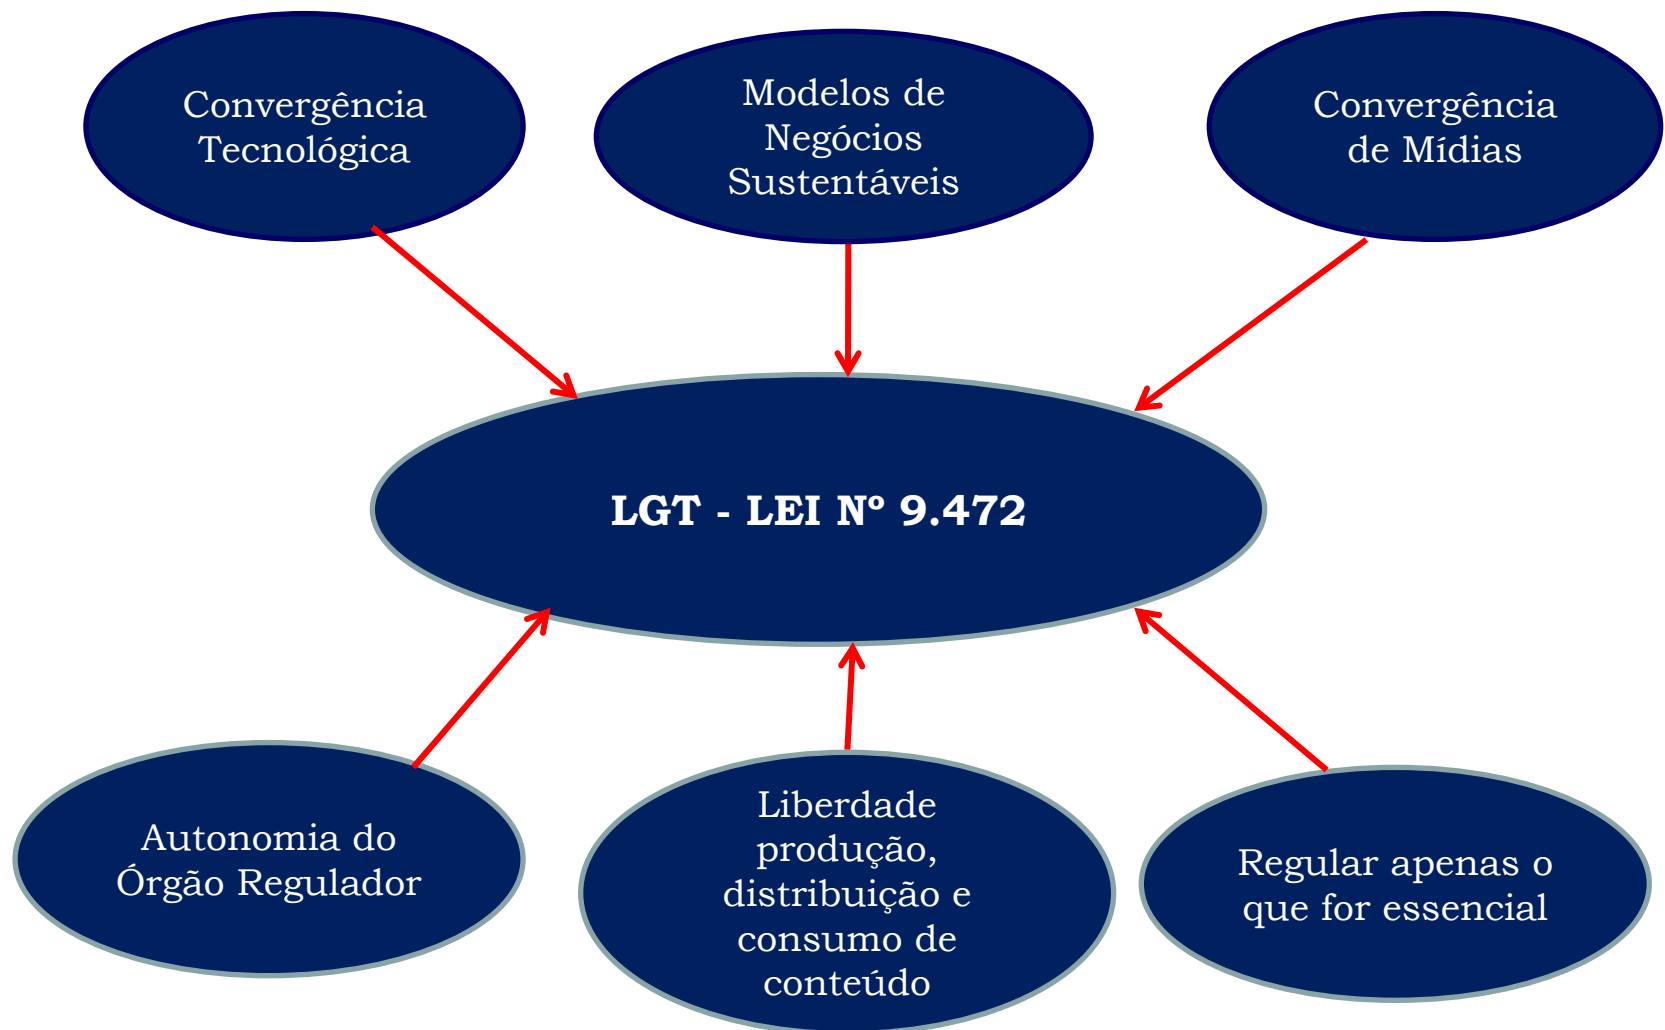 Convergência
Tecnológica
Modelos de
Negócios
Sustentáveis
Convergência
de Mídias
LGT - LEI Nº 9.472
Autonomia do
Órgão Regulador
Liberdade
produção,
distribuição e
consumo de
conteúdo
Regular apenas o
que for essencial